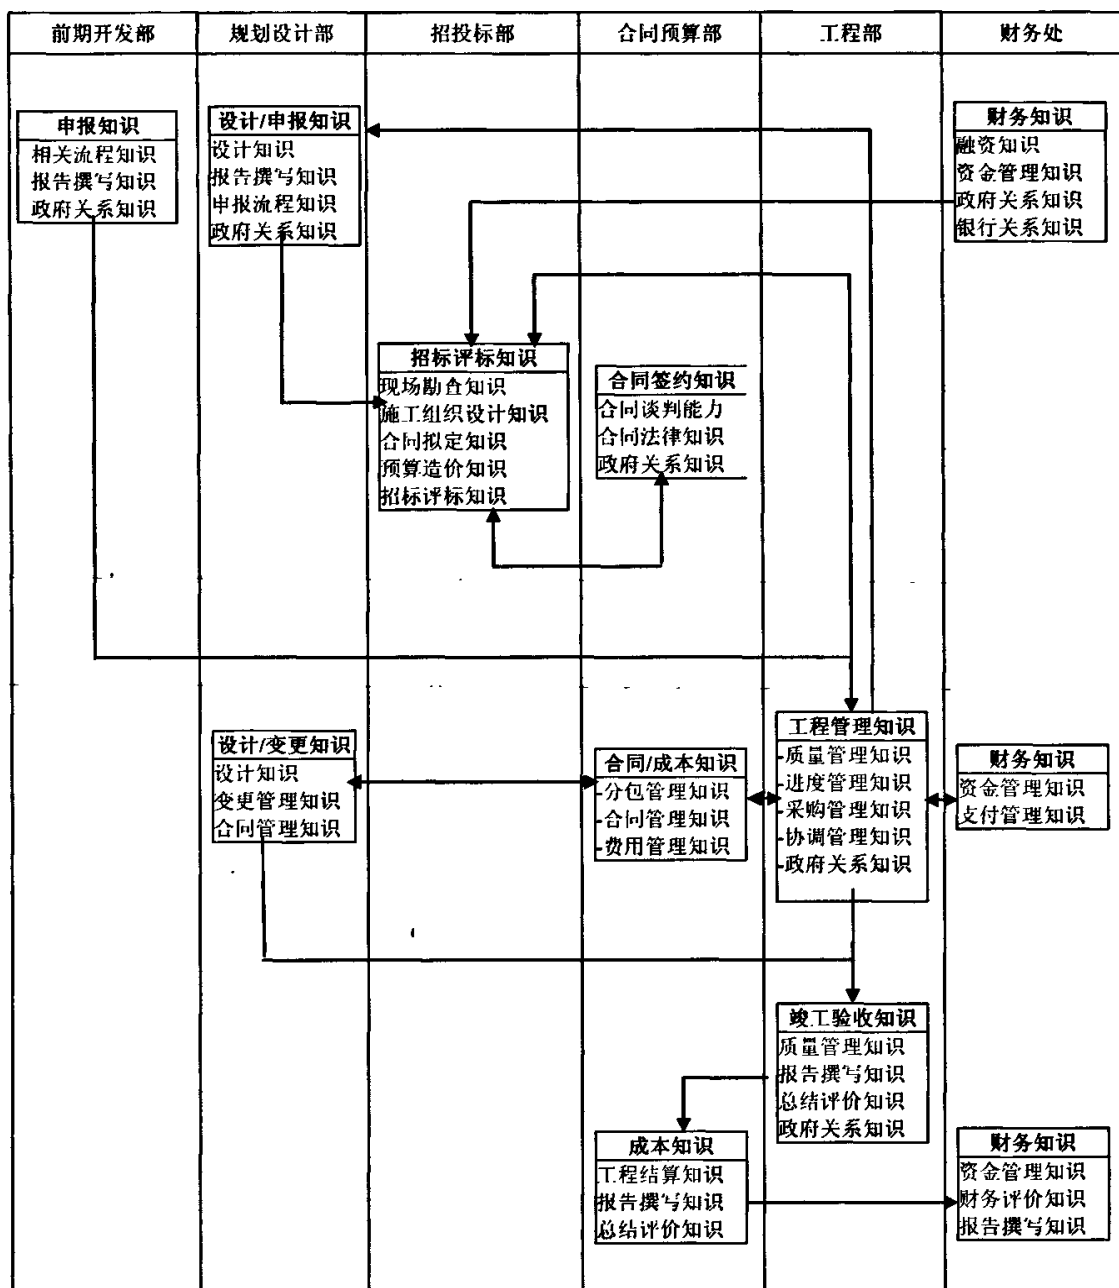 前期开发部
规划设计部
招投标部
合同预算部
工程部
财务处
申报知识
相关流程知识
报告撰写知识
政府关系知识
设计/申报知识
设计知识
报告撰写知识
申报流程知识
政府关系知识
财务知识
融资知识
资金管理知识
政府关系知识
银行关系知识
招标评标知识
现场勘查知识
施工组织设计知识
合同拟定知识
预算造价知识
招标评标知识
合同签约知识
合同谈判能力
合同法律知识
政府关系知识
设计/变更知识
设计知识
变更管理知识
合同管理知识
合同/成本知识
-分包管理知识
-合同管理知识
-费用管理知识
工程管理知识
-质量管理知识
-进度管理知识
-采购管理知识
-协调管理知识
-政府关系知识
财务知识
资金管理知识
支付管理知识
竣工验收知识
质量管理知识
报告撰写知识
总结评价知识
政府关系知识
成本知识
工程结算知识
报告撰写知识
总结评价知识
财务知识
资金管理知识
财务评价知识
报告撰写知识